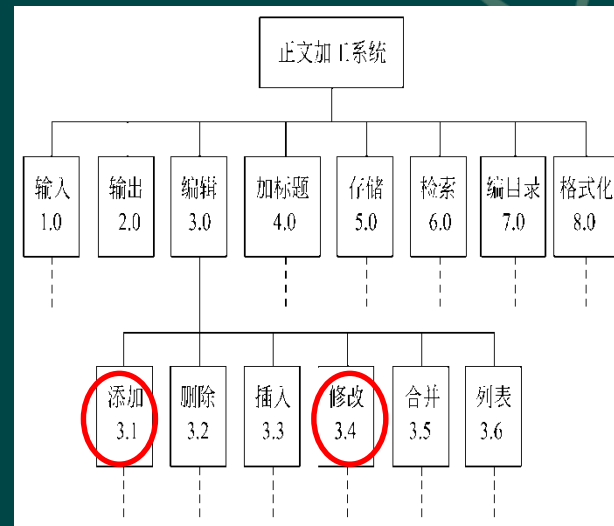 正文加工系统
输入 输出 编辑 加标题 存储 检索 编目录 格式化
1.0 2.0 3.0 4.0 5.0 6.0 7.0 8.0
添加 删除 插入 修改 合并 列表
3.1 3.2 3.3 3.4 3.5 3.6